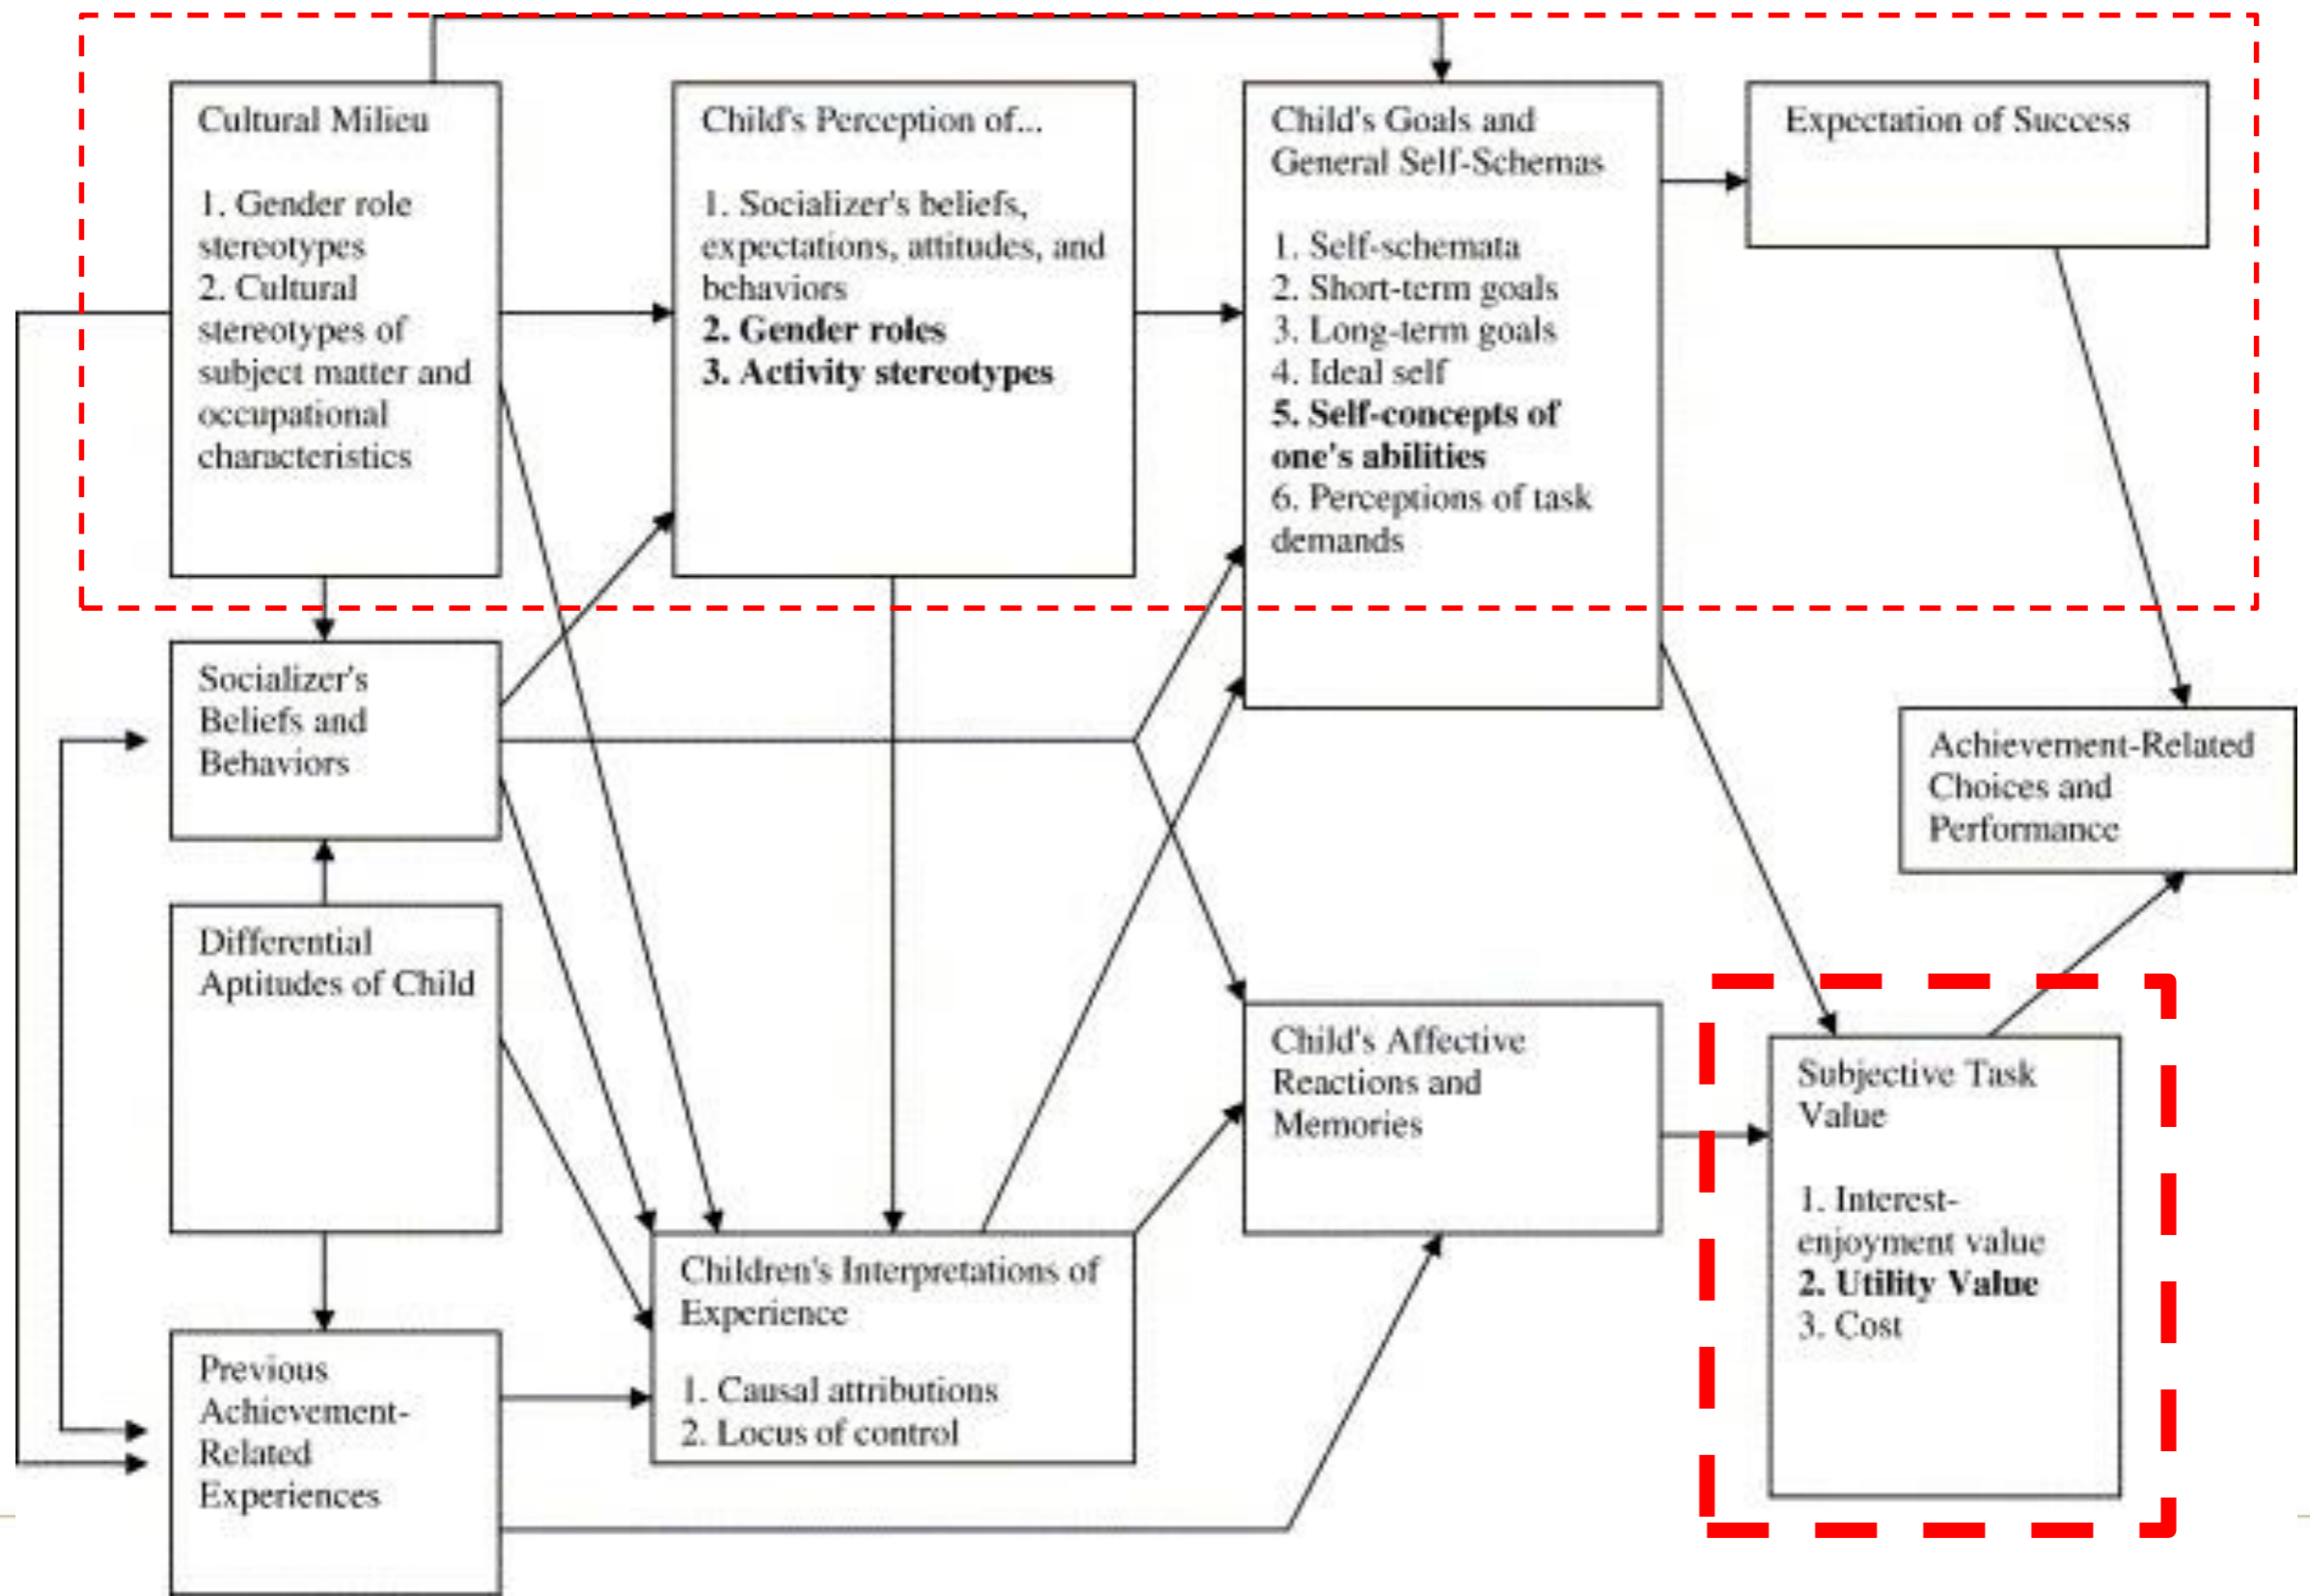 Cultural Milieu
1. Gender role
stereotypes
2. Cultural
stereotypes of
subject matter and
occupational
characteristics
Child's Perception of...
1. Socializer's beliefs,
expectations, attitudes, and
behaviors
2. Gender roles
3. Activity stereotypes
Child's Goals and
General Self-Schemas
1. Self-schemata
2. Short-term goals
3. Long-term goals
4. Ideal self
5. Self-concepts of
one's abilities
6. Perceptions of task
demands
Expectation of Success
Socializer's
Beliefs and
Behaviors
Achievement-Related
Choices and
Performance
Differential
Aptitudes of Child
Child's Affective
Reactions and
Memories
Subjective Task
Value
1. Interest-
enjoyment value
2. Utility Value
3. Cost
Children's Interpretations of
Experience
1. Causal attributions
2. Locus of control
Previous
Achievement-
Related
Experiences